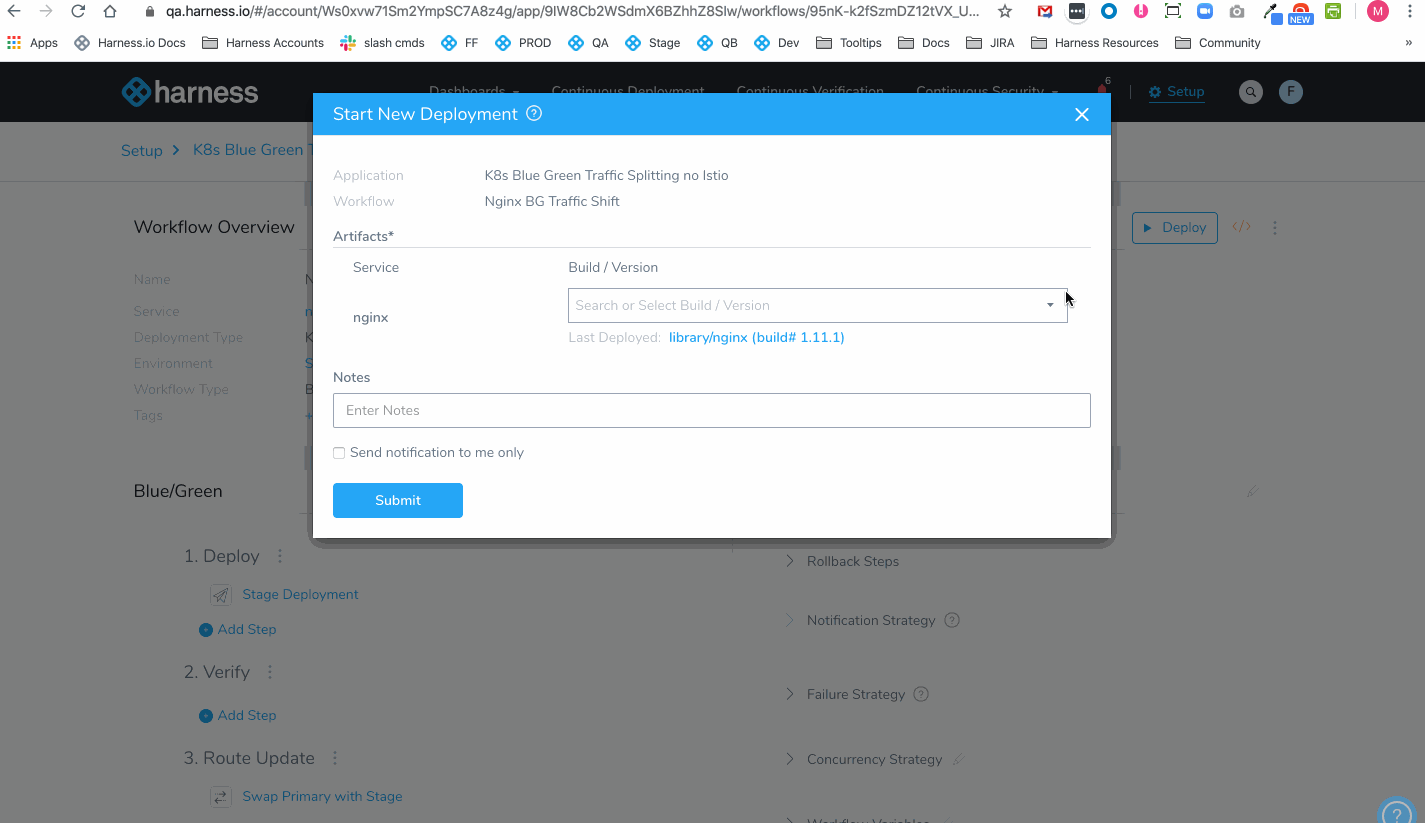 qa.harness.io/#/account/Ws0xvw71Sm2YmpSC7A8z4g/app/9IW8Cb2WSdmX6BZhhZ8SIw/workflows/95nK-k2fSzmDZ12tVX_U...
NEW
M
Apps Harness.io Docs Harness Accounts slash cmds FF PROD QA Stage QB Dev Tooltips Docs JIRA Harness Resources Community »
harness Dashboards Continuous Deployment Continuous Verification Continuous Security 6 Setup F
Start New Deployment ?
Setup > K8s Blue Green T
Application K8s Blue Green Traffic Splitting no Istio
Workflow Nginx BG Traffic Shift
Workflow Overview
Deploy </>
Artifacts*
Service Build / Version
nginx Search or Select Build / Version
Last Deployed: library/nginx (build# 1.11.1)
Name N
Service n
Deployment Type K
Environment S
Workflow Type B
Tags +
Notes
Enter Notes
Send notification to me only
Submit
Blue/Green
1. Deploy
Stage Deployment
Add Step
2. Verify
Add Step
3. Route Update
Swap Primary with Stage
Rollback Steps
Notification Strategy ?
Failure Strategy ?
Concurrency Strategy
Workflow Variables
?